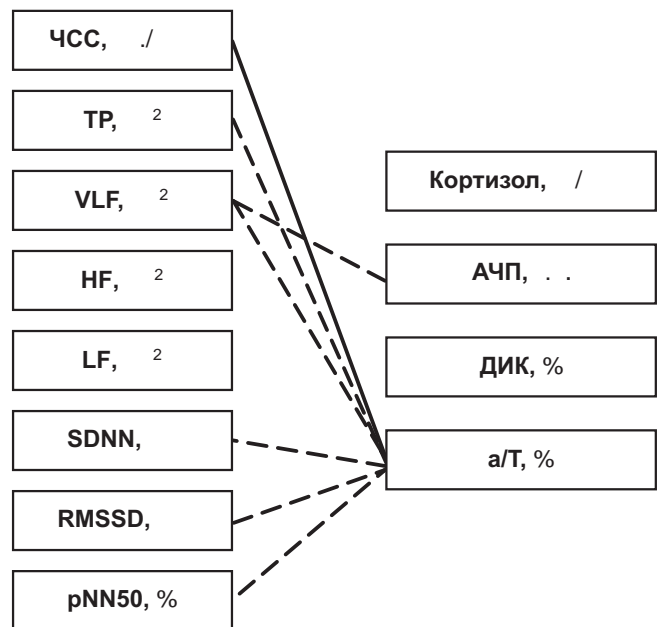 ЧСС, ./
TP, 2
VLF, 2
HF, 2
LF, 2
SDNN,
RMSSD,
pNN50, %
Кортизол, /
АЧП, . .
ДИК, %
а/Т, %